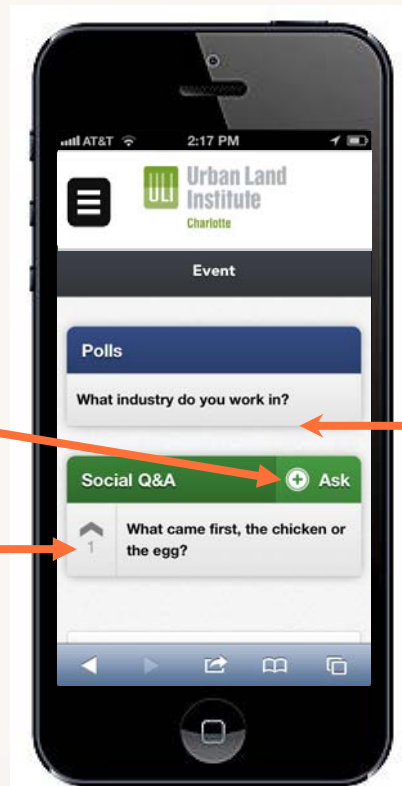 AT&T 2:17 PM
ULI Urban Land
Institute
Charlotte
Event
Polls
What industry do you work in?
Social Q&A Ask
1 What came first, the chicken or
the egg?